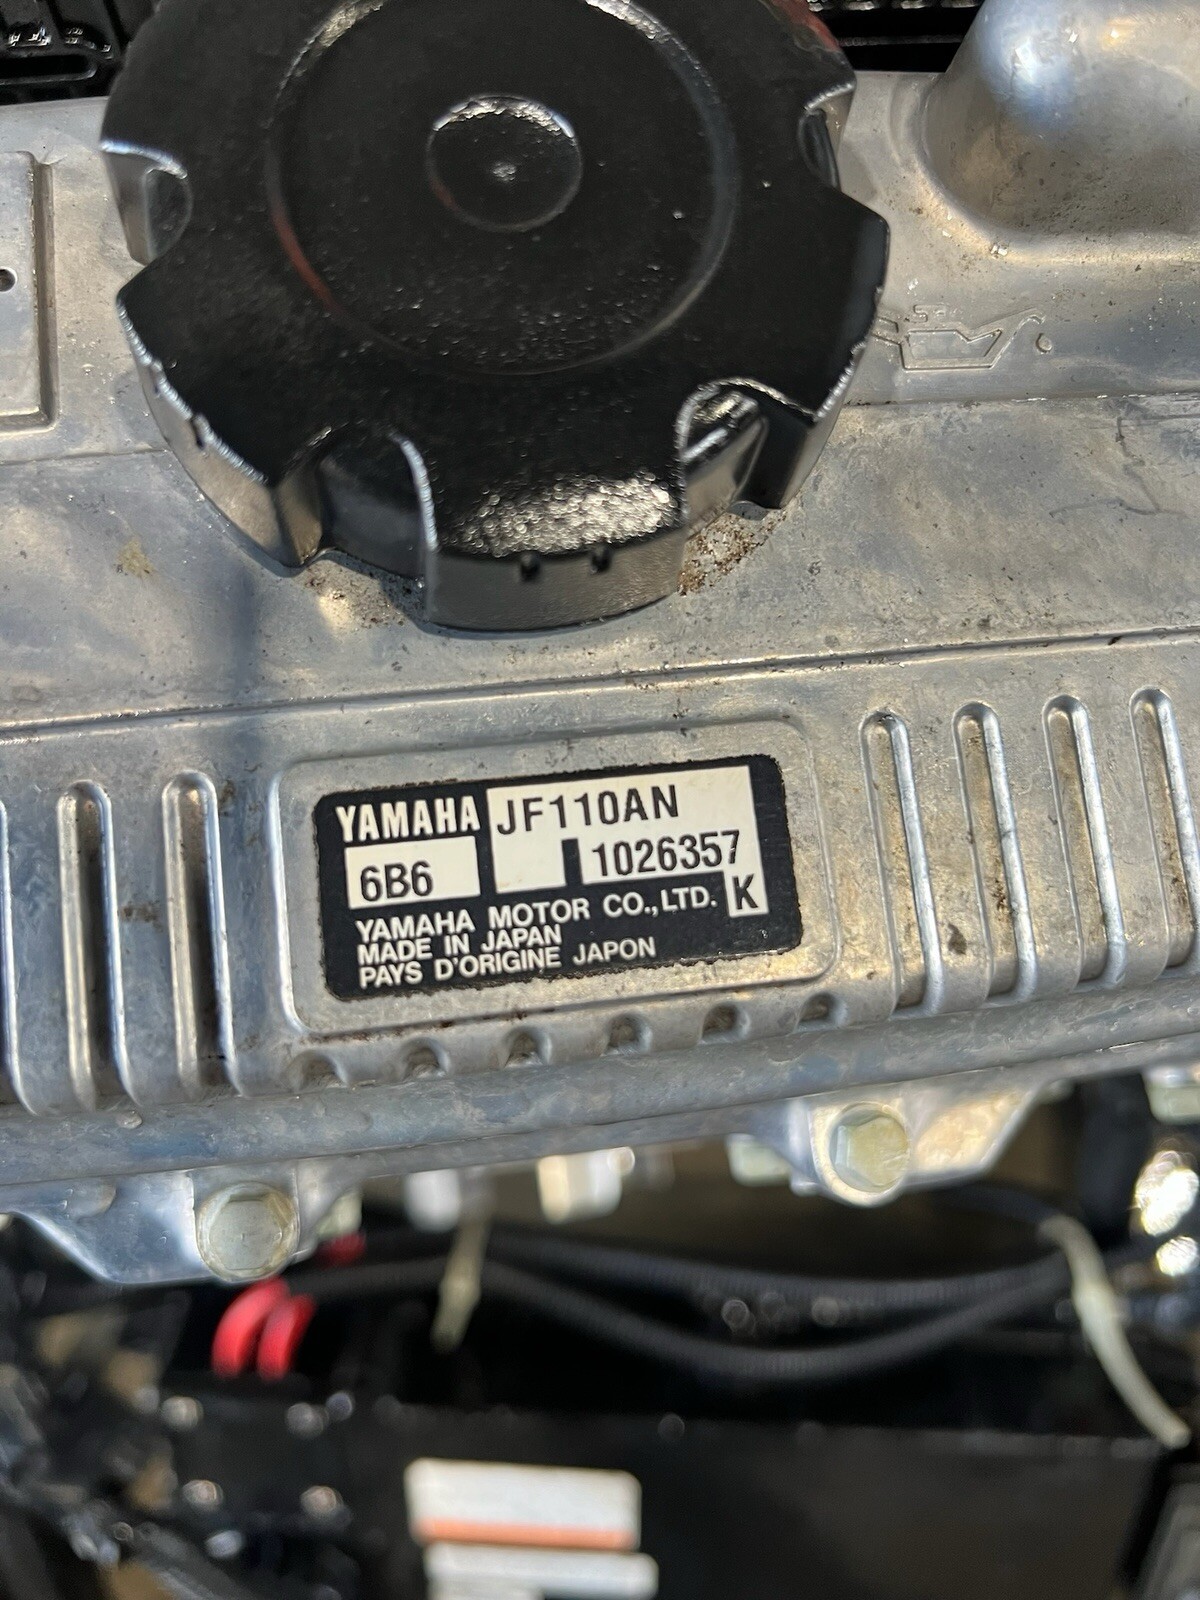 YAMAHA JF110AN
6B6 1026357
YAMAHA MOTOR CO.,LTD. K
MADE IN JAPAN
PAYS D'ORIGINE JAPON